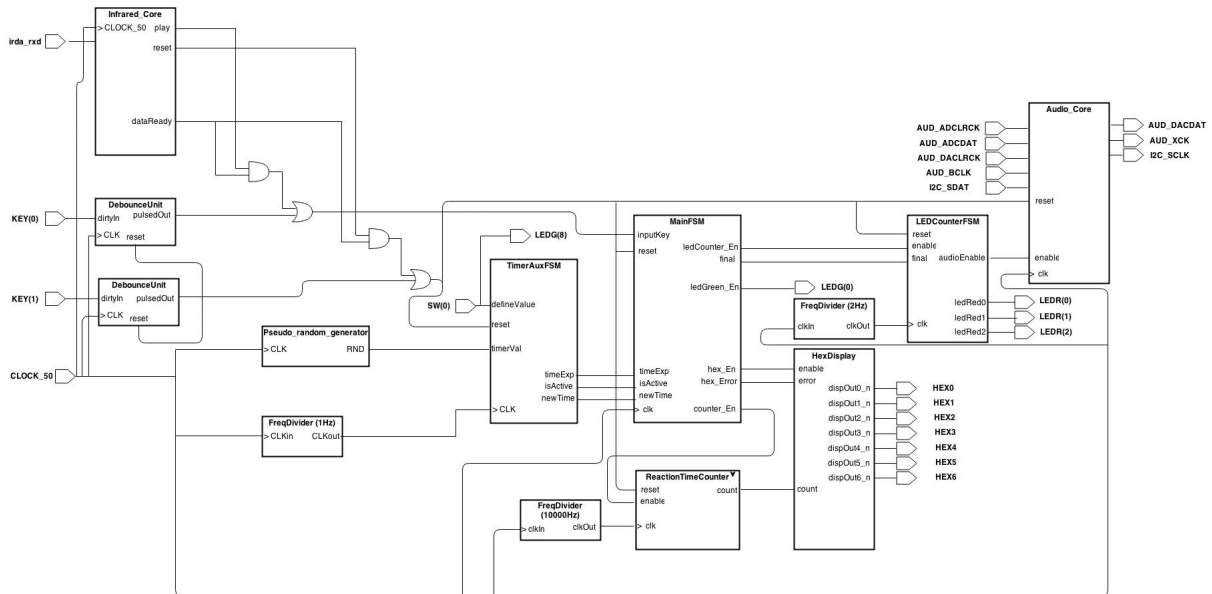 Infrared_Core
> CLOCK_50 play
irda_rxd
reset
dataReady
Audio_Core
AUD_ADCLRCK
AUD_ADCDAT
AUD_DACLRCK
AUD_BCLK
I2C_SDAT
AUD_DACDAT
AUD_XCK
I2C_SCLK
reset
enable
> clk
DebounceUnit
KEY(0)
dirtyIn pulsedOut
> CLK reset
DebounceUnit
KEY(1)
dirtyIn pulsedOut
> CLK
reset
CLOCK_50
LEDG(8)
SW(0)
TimerAuxFSM
defineValue
reset
timerVal
timeExp
isActive
newTime
> CLK
Pseudo_random_generator
> CLK RND
FreqDivider (1Hz)
> CLKin CLKout
MainFSM
inputKey
reset
ledCounter_En
final
ledGreen_En
LEDG(0)
timeExp
isActive
newTime
> clk
hex_En
hex_Error
counter_En
LEDCounterFSM
reset
enable
final
audioEnable
> clk
ledRed0
ledRed1
ledRed2
LEDR(0)
LEDR(1)
LEDR(2)
FreqDivider (2Hz)
clkIn clkOut
HexDisplay
enable
error
dispOut0_n
dispOut1_n
dispOut2_n
dispOut3_n
dispOut4_n
dispOut5_n
dispOut6_n
count
HEX0
HEX1
HEX2
HEX3
HEX4
HEX5
HEX6
ReactionTimeCounter
reset count
enable
> clk
FreqDivider
(10000Hz)
> clkIn clkOut